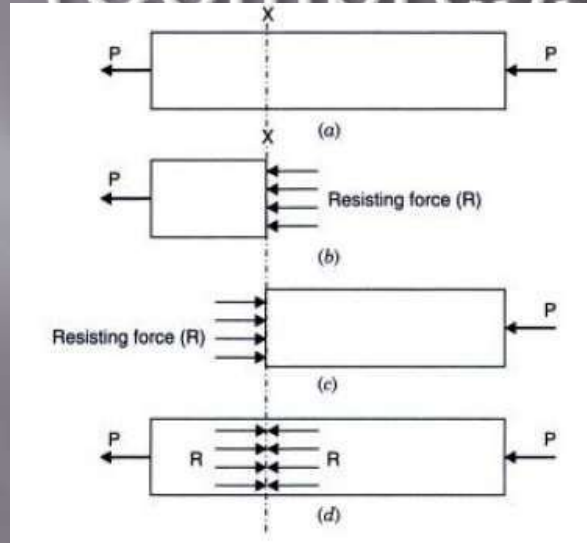 X
P P
(a)
X
P Resisting force (R)
(b)
Resisting force (R) P
(c)
P R R P
(d)